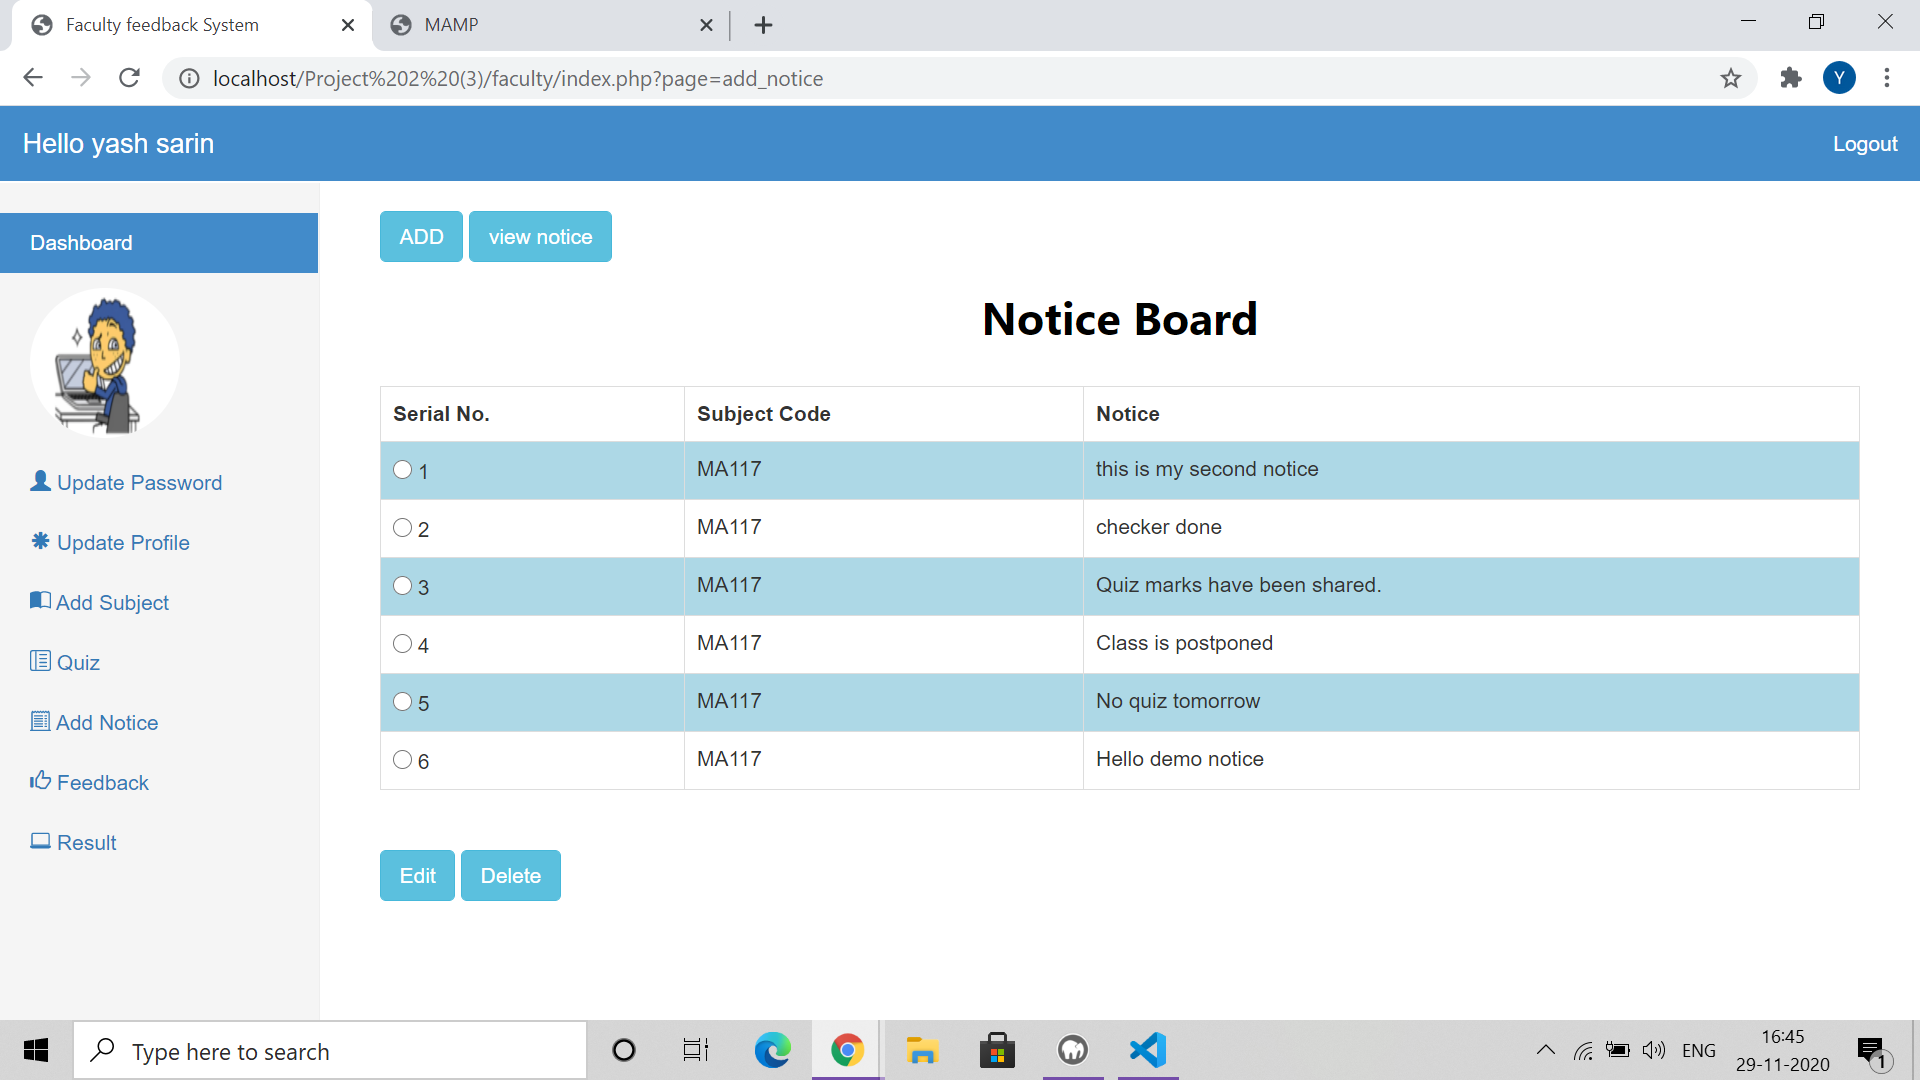 Faculty feedback System
MAMP
localhost/Project%202%20(3)/faculty/index.php?page=add_notice
Y
Hello yash sarin
Logout
Dashboard
ADD
view notice
Notice Board
Serial No. Subject Code Notice
1 MA117 this is my second notice
2 MA117 checker done
3 MA117 Quiz marks have been shared.
4 MA117 Class is postponed
5 MA117 No quiz tomorrow
6 MA117 Hello demo notice
Update Password
Update Profile
Add Subject
Quiz
Add Notice
Feedback
Result
Edit
Delete
Type here to search
ENG
16:45
29-11-2020
1